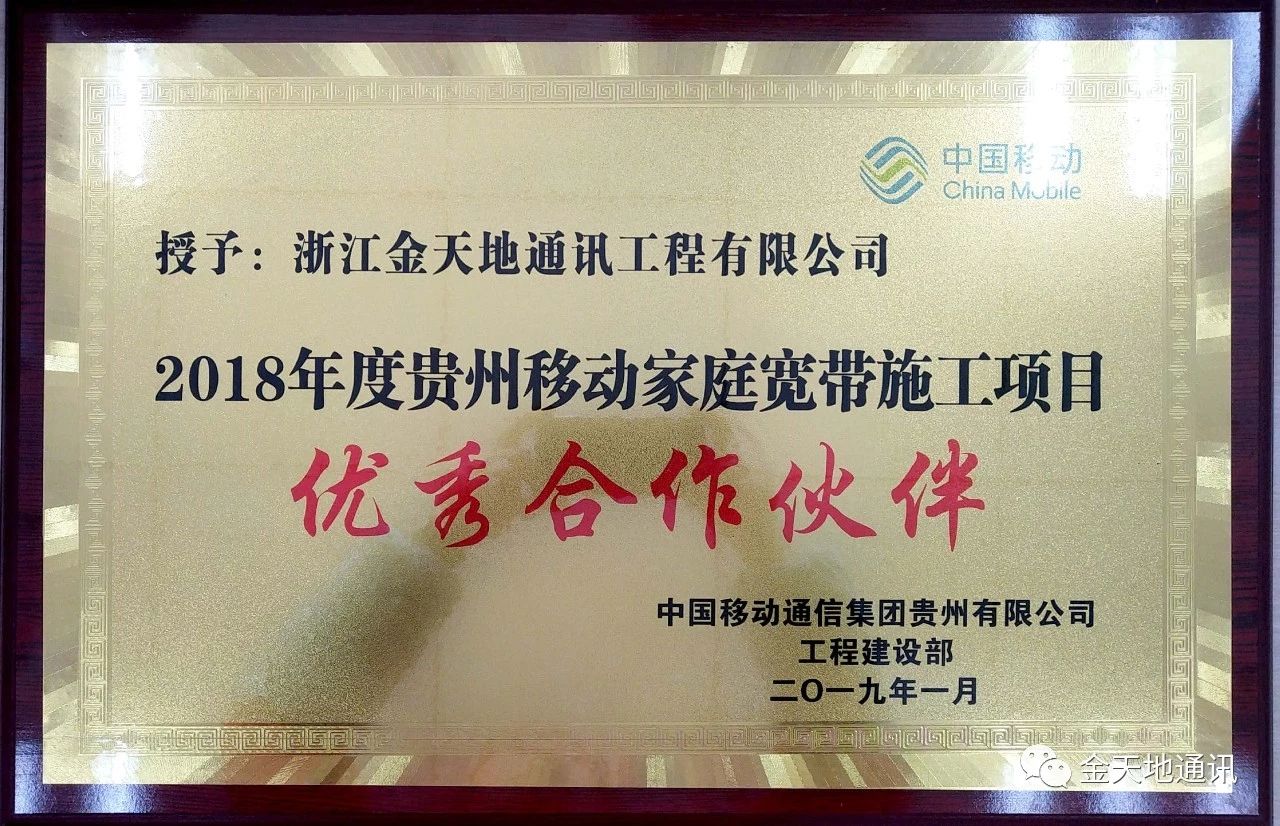 中国移动
China Mobile
授予：浙江金天地通讯工程有限公司
2018年度贵州移动家庭宽带施工项目
优秀合作伙伴
中国移动通信集团贵州有限公司
工程建设部
二〇一九年一月
金天地通讯